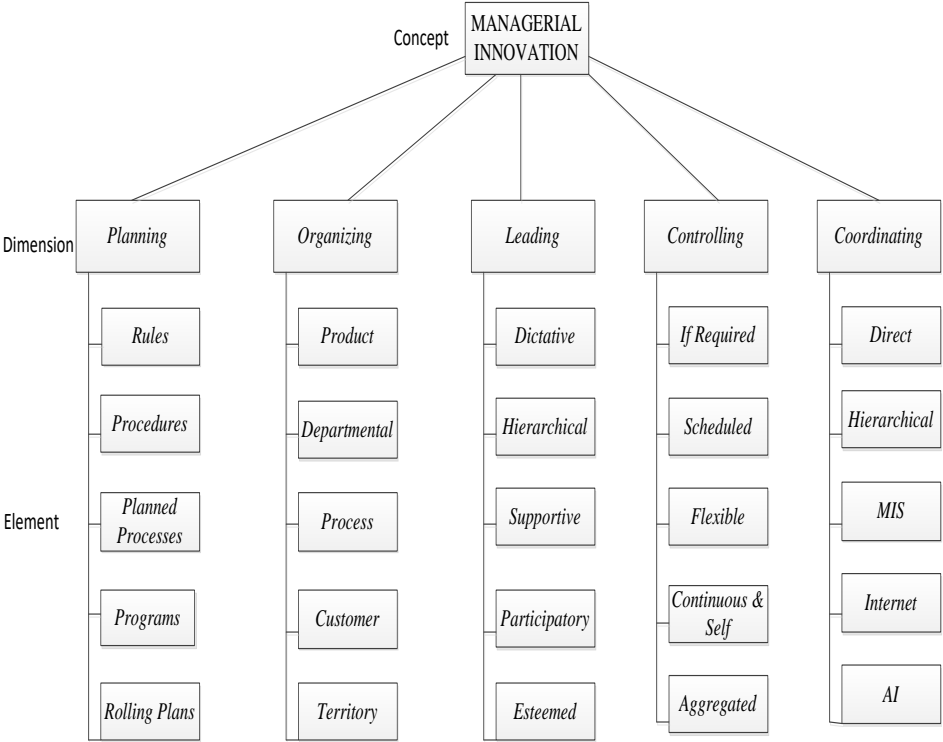 MANAGERIAL
INNOVATION
Concept
Dimension
Planning
Organizing
Leading
Controlling
Coordinating
Rules
Product
Dictative
If Required
Direct
Procedures
Departmental
Hierarchical
Scheduled
Hierarchical
Element
Planned
Processes
Process
Supportive
Flexible
MIS
Programs
Customer
Participatory
Continuous &
Self
Internet
Rolling Plans
Territory
Esteemed
Aggregated
AI